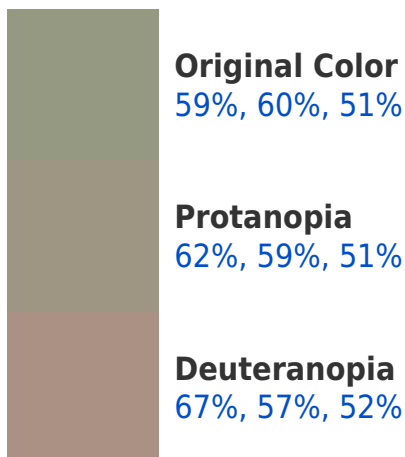 Original Color
59%, 60%, 51%
Protanopia
62%, 59%, 51%
Deuteranopia
67%, 57%, 52%